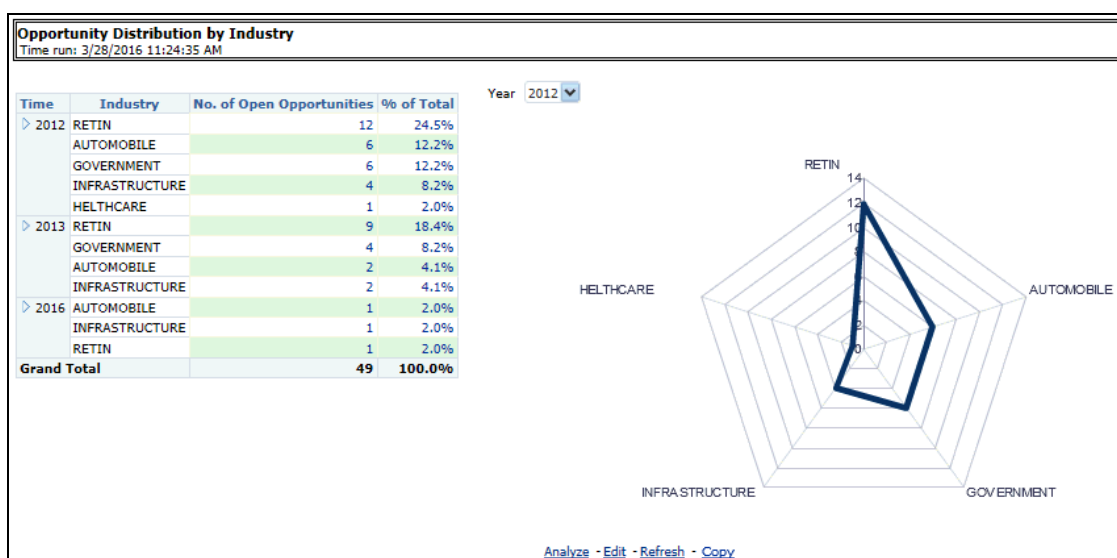 Opportunity Distribution by Industry
Time run: 3/28/2016 11:24:35 AM
Year 2012
Time Industry No. of Open Opportunities % of Total
2012 RETIN 12 24.5%
AUTOMOBILE 6 12.2%
GOVERNMENT 6 12.2%
INFRASTRUCTURE 4 8.2%
HELTHCARE 1 2.0%
2013 RETIN 9 18.4%
GOVERNMENT 4 8.2%
AUTOMOBILE 2 4.1%
INFRASTRUCTURE 2 4.1%
2016 AUTOMOBILE 1 2.0%
INFRASTRUCTURE 1 2.0%
RETIN 1 2.0%
Grand Total 49 100.0%
RETIN
14
12
10
8
6
4
2
0
HELTHCARE
AUTOMOBILE
INFRASTRUCTURE
GOVERNMENT
Analyze - Edit - Refresh - Copy